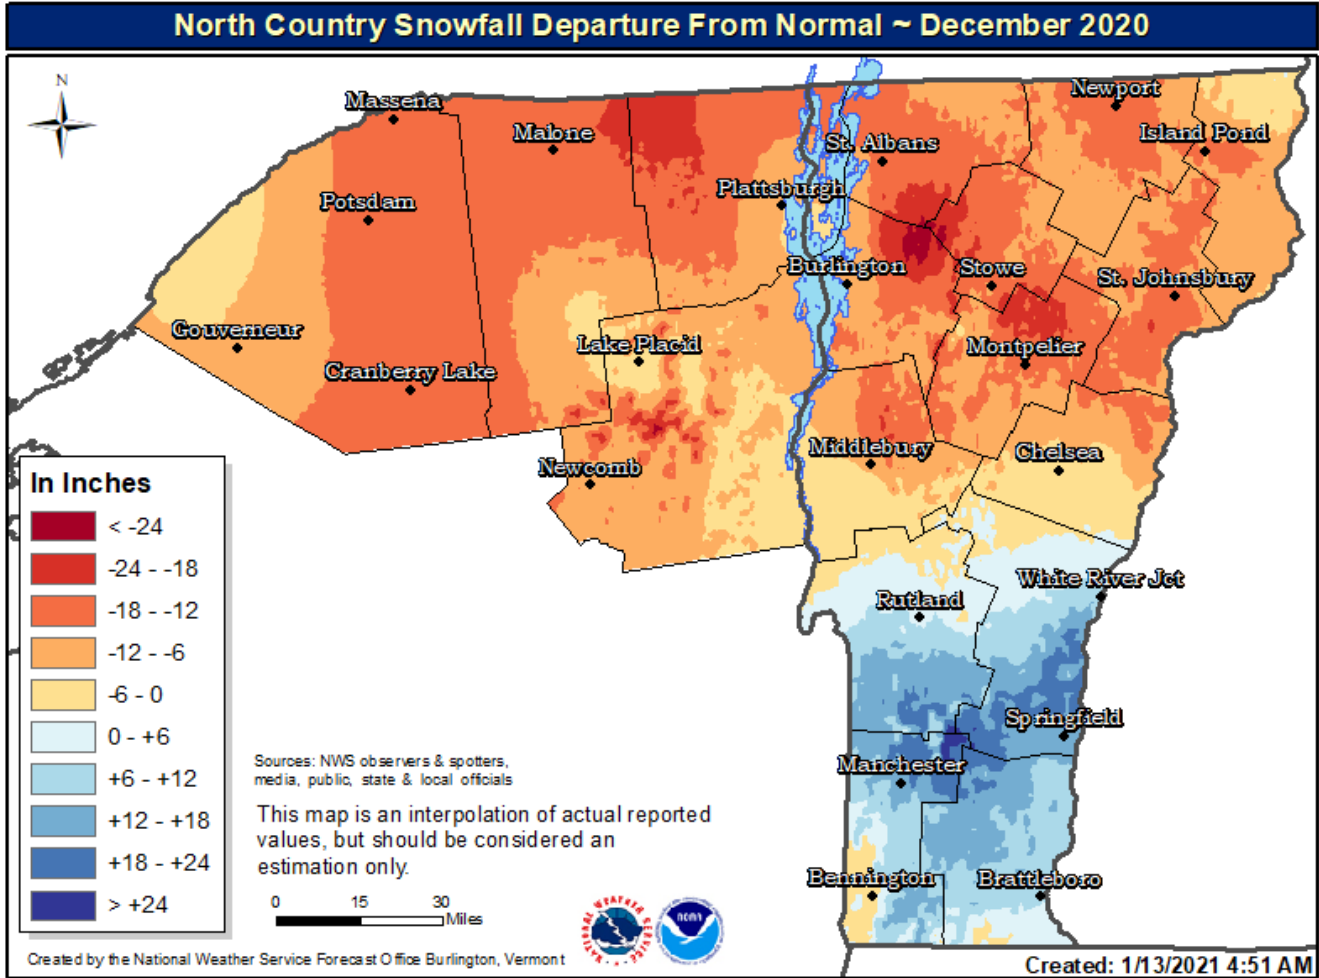 North Country Snowfall Departure From Normal ~ December 2020
N
Massena
Malone
Newport
Island Pond
St. Albans
Potsdam
Plattsburgh
Burlington
Stowe
St. Johnsbury
Gouverneur
Lake Placid
Montpelier
Cranberry Lake
Middlebury
Chelsea
Newcomb
In Inches
< -24
-24 - -18
-18 - -12
-12 - -6
-6 - 0
0 - +6
+6 - +12
+12 - +18
+18 - +24
> +24
White River Jct
Rutland
Springfield
Manchester
Bennington
Brattleboro
Sources: NWS observers & spotters,
media, public, state & local officials
This map is an interpolation of actual reported
values, but should be considered an
estimation only.
0 15 30
Miles
NATIONAL WEATHER SERVICE
NOAA
Created by the National Weather Service Forecast Office Burlington, Vermont
Created: 1/13/2021 4:51 AM